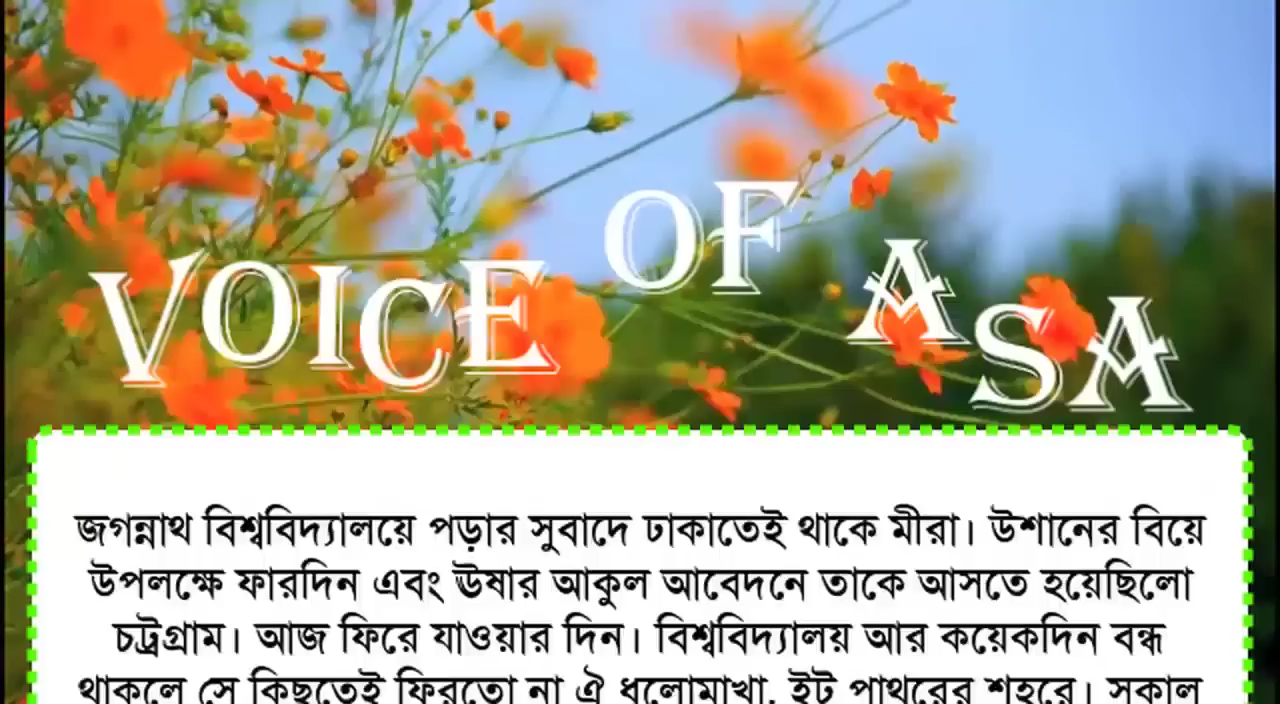 VOICE OF ASA
জগন্নাথ বিশ্ববিদ্যালয়ে পড়ার সুবাদে ঢাকাতেই থাকে মীরা। উশানের বিয়ে
উপলক্ষে ফারদিন এবং ঊষার আকুল আবেদনে তাকে আসতে হয়েছিলো
চট্রগ্রাম। আজ ফিরে যাওয়ার দিন। বিশ্ববিদ্যালয় আর কয়েকদিন বন্ধ
থাকলে সে কিছুতেই ফিরতো না ঐ ধূলোমাখা, ইট পাথরের শহরে। সকাল